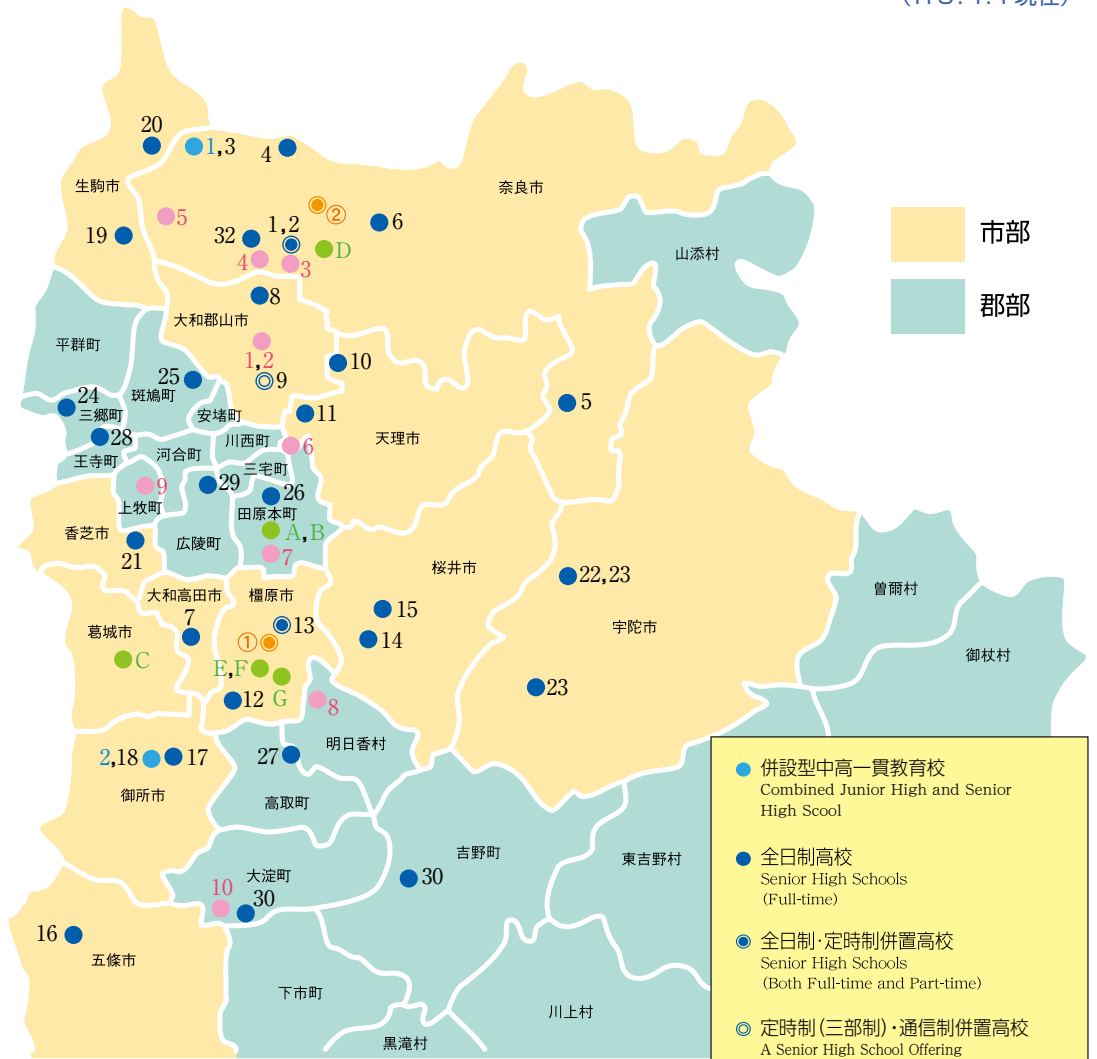 20
1,3
4
生駒市
奈良市
5
②
1,2
6
19
32
D
4
3
山添村
市部
8
郡部
大和郡山市
平群町
1,2
10
25
9
24
斑鳩町
5
三郷町
安堵町
11
天理市
28
川西町
6
王寺町
河合町
三宅町
9
29
26
上牧町
田原本町
香芝市
A,B
広陵町
7
21
桜井市
22,23
曽爾村
大和高田市
橿原市
7
15
13
葛城市
①
14
宇陀市
御杖村
C
E,F
G
23
12
8
明日香村
2,18
17
27
御所市
高取町
吉野町
東吉野村
大淀町
10
30
30
16
五條市
下市町
川上村
黒滝村
併設型中高一貫教育校
Combined Junior High and Senior
High Scool
全日制高校
Senior High Schools
(Full-time)
全日制・定時制併置高校
Senior High Schools
(Both Full-time and Part-time)
定時制(三部制)・通信制併置高校
A Senior High School Offering